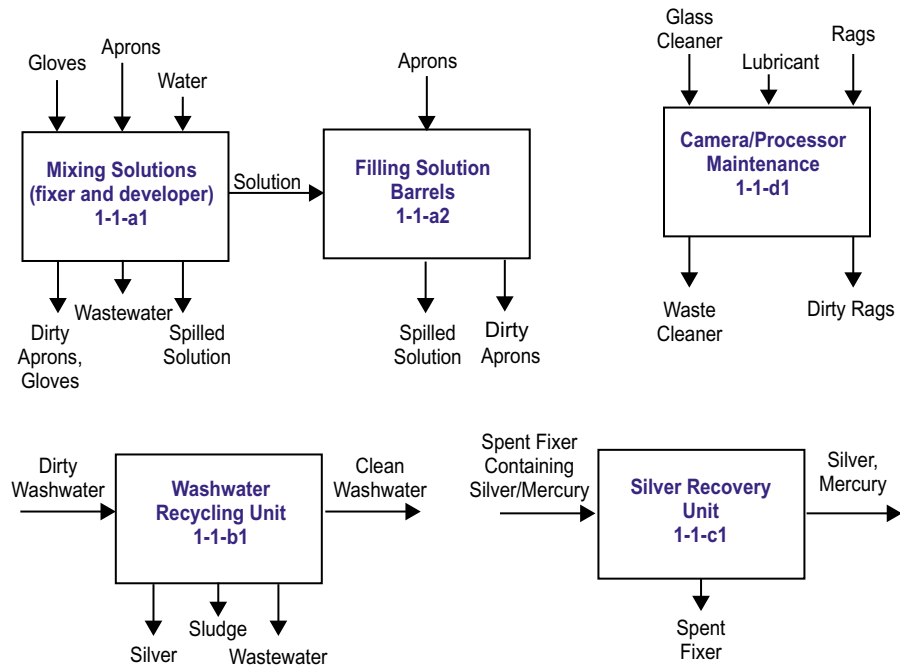 Gloves
Aprons
Water
Mixing Solutions
(fixer and developer)
1-1-a1
Solution
Dirty
Aprons,
Gloves
Wastewater
Spilled
Solution
Aprons
Filling Solution
Barrels
1-1-a2
Spilled
Solution
Dirty
Aprons
Glass
Cleaner
Lubricant
Rags
Camera/Processor
Maintenance
1-1-d1
Waste
Cleaner
Dirty Rags
Dirty
Washwater
Washwater
Recycling Unit
1-1-b1
Clean
Washwater
Silver
Sludge
Wastewater
Spent Fixer
Containing
Silver/Mercury
Silver Recovery
Unit
1-1-c1
Silver,
Mercury
Spent
Fixer